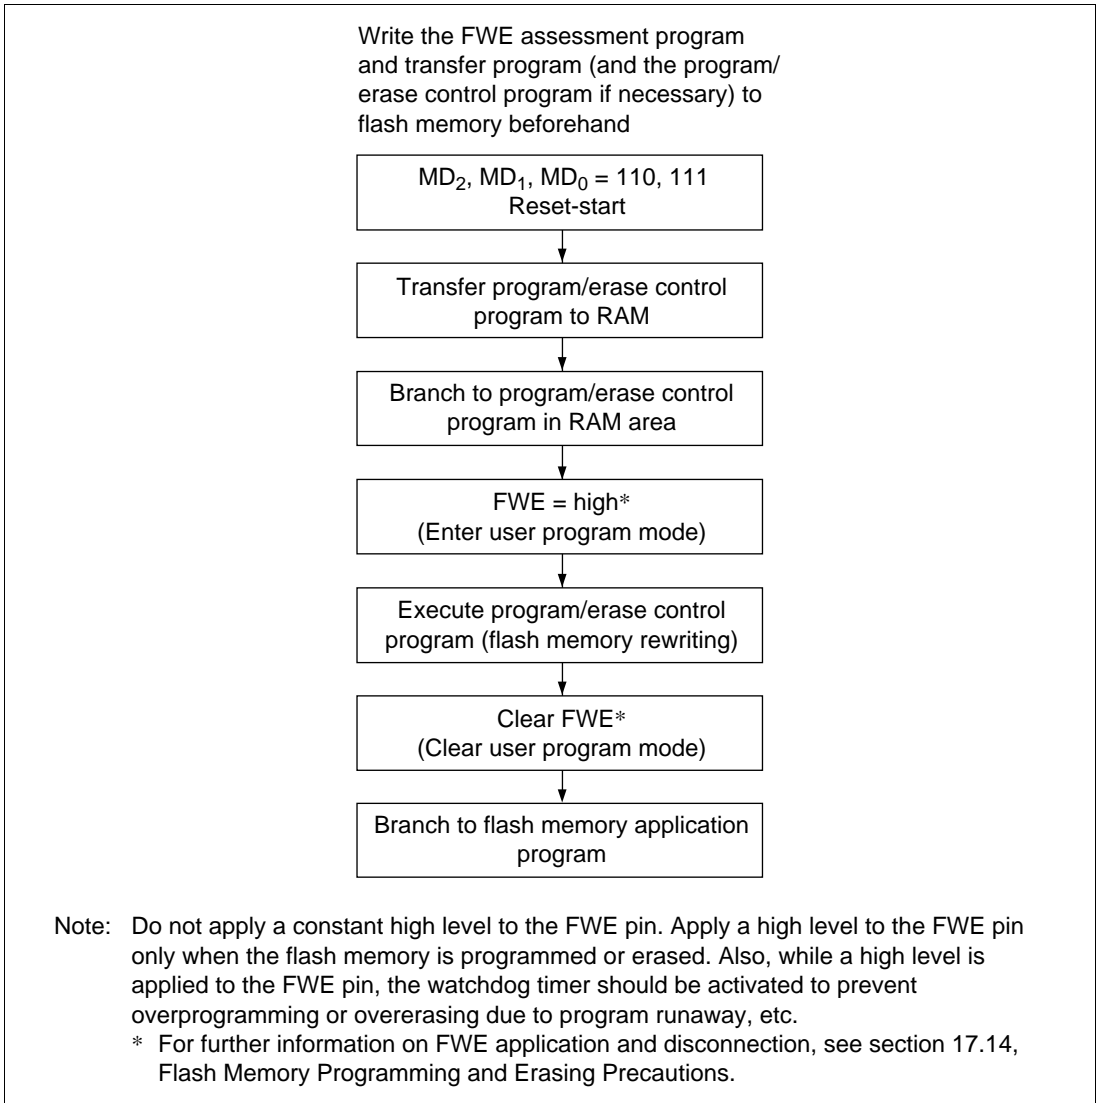 Write the FWE assessment program
and transfer program (and the program/
erase control program if necessary) to
flash memory beforehand
MD₂, MD₁, MD₀ = 110, 111
Reset-start
Transfer program/erase control
program to RAM
Branch to program/erase control
program in RAM area
FWE = high*
(Enter user program mode)
Execute program/erase control
program (flash memory rewriting)
Clear FWE*
(Clear user program mode)
Branch to flash memory application
program
Note: Do not apply a constant high level to the FWE pin. Apply a high level to the FWE pin
only when the flash memory is programmed or erased. Also, while a high level is
applied to the FWE pin, the watchdog timer should be activated to prevent
overprogramming or overerasing due to program runaway, etc.
* For further information on FWE application and disconnection, see section 17.14,
Flash Memory Programming and Erasing Precautions.